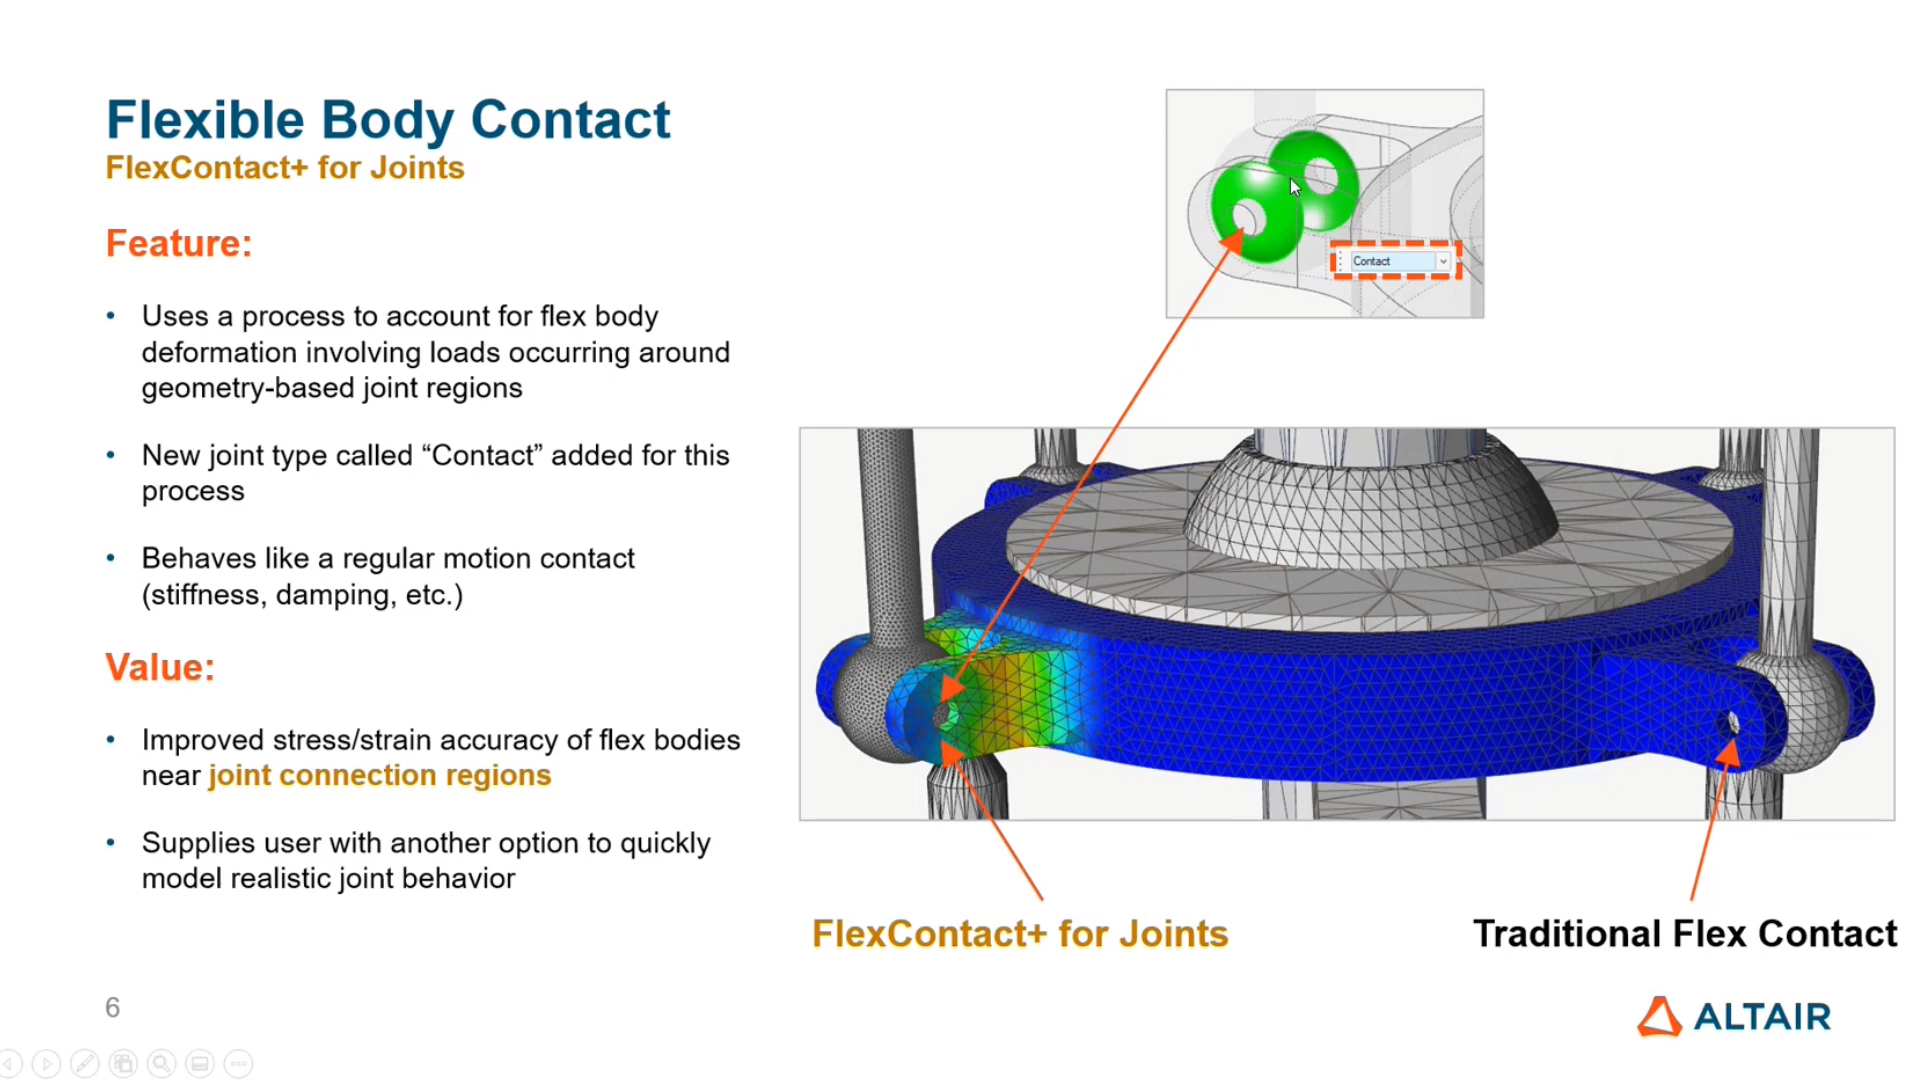 Flexible Body Contact
FlexContact+ for Joints
Feature:
• Uses a process to account for flex body
deformation involving loads occurring around
geometry-based joint regions
• New joint type called “Contact” added for this
process
• Behaves like a regular motion contact
(stiffness, damping, etc.)
Value:
• Improved stress/strain accuracy of flex bodies
near joint connection regions
• Supplies user with another option to quickly
model realistic joint behavior
Contact
FlexContact+ for Joints
Traditional Flex Contact
6
ALTAIR